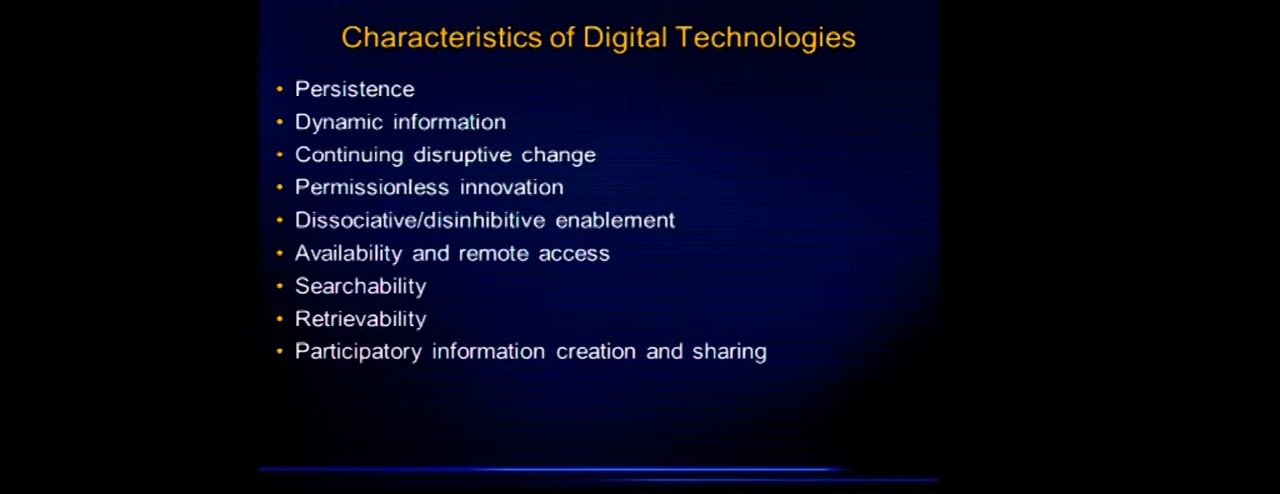 Characteristics of Digital Technologies
• Persistence
• Dynamic information
• Continuing disruptive change
• Permissionless innovation
• Dissociative/disinhibitive enablement
• Availability and remote access
• Searchability
• Retrievability
• Participatory information creation and sharing